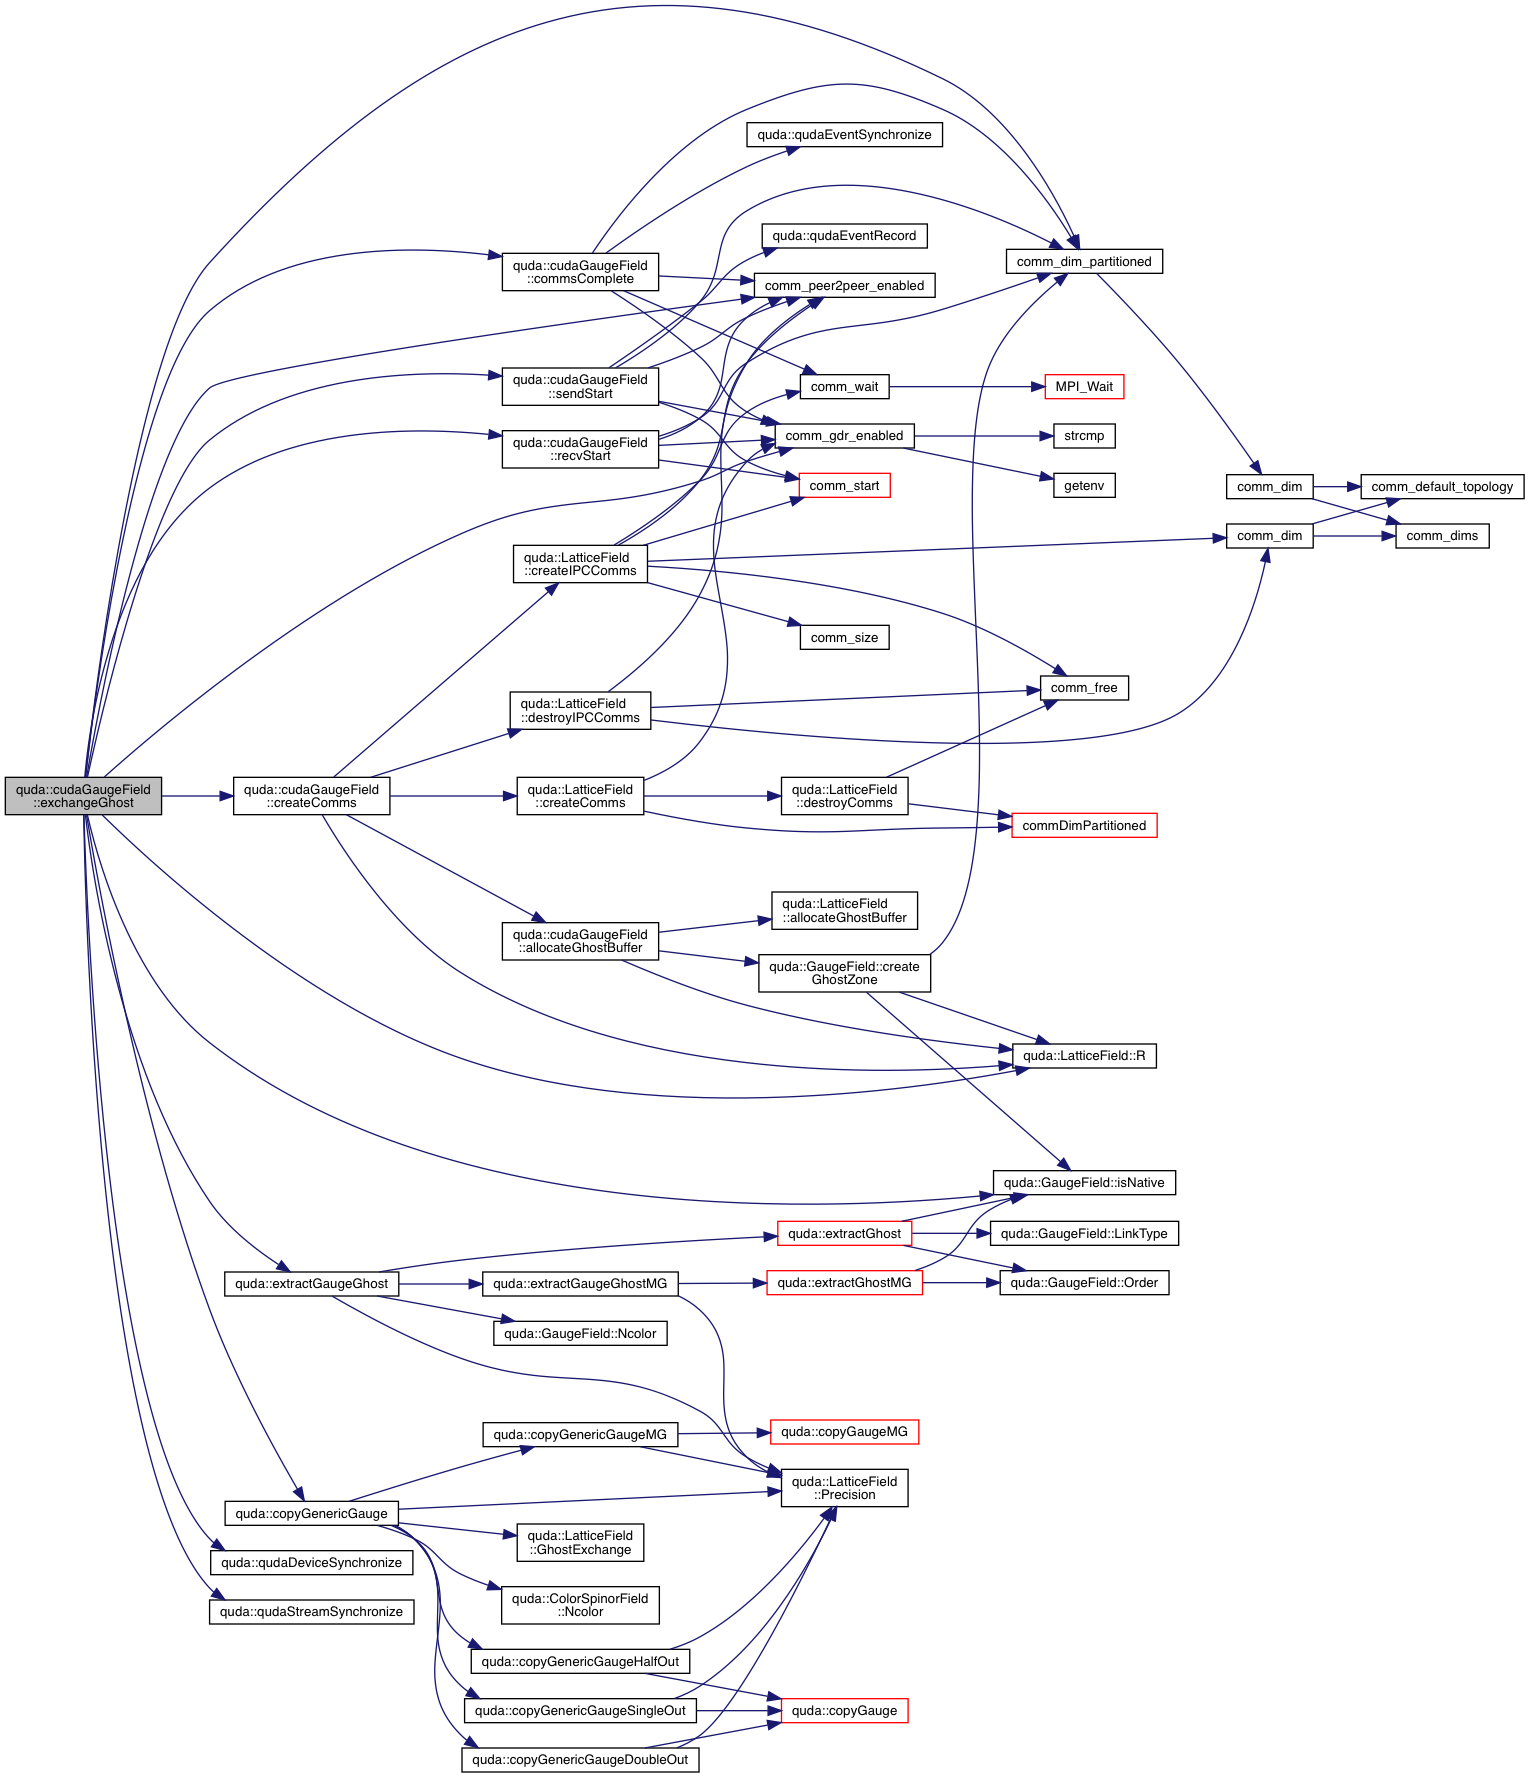 quda::qudaEventSynchronize
quda::qudaEventRecord
quda::cudaGaugeField
::commsComplete
comm_dim_partitioned
comm_peer2peer_enabled
quda::cudaGaugeField
::sendStart
comm_wait
MPI_Wait
quda::cudaGaugeField
::recvStart
comm_gdr_enabled
strcmp
comm_start
getenv
comm_dim
comm_default_topology
comm_dim
comm_dims
quda::LatticeField
::createIPCComms
comm_size
quda::LatticeField
::destroyIPCComms
comm_free
quda::cudaGaugeField
::exchangeGhost
quda::cudaGaugeField
::createComms
quda::LatticeField
::createComms
quda::LatticeField
::destroyComms
commDimPartitioned
quda::LatticeField
::allocateGhostBuffer
quda::cudaGaugeField
::allocateGhostBuffer
quda::GaugeField::create
GhostZone
quda::LatticeField::R
quda::GaugeField::isNative
quda::extractGhost
quda::GaugeField::LinkType
quda::extractGaugeGhost
quda::extractGaugeGhostMG
quda::extractGhostMG
quda::GaugeField::Order
quda::GaugeField::Ncolor
quda::copyGenericGaugeMG
quda::copyGaugeMG
quda::LatticeField
::Precision
quda::copyGenericGauge
quda::LatticeField
::GhostExchange
quda::qudaDeviceSynchronize
quda::ColorSpinorField
::Ncolor
quda::qudaStreamSynchronize
quda::copyGenericGaugeHalfOut
quda::copyGenericGaugeSingleOut
quda::copyGauge
quda::copyGenericGaugeDoubleOut